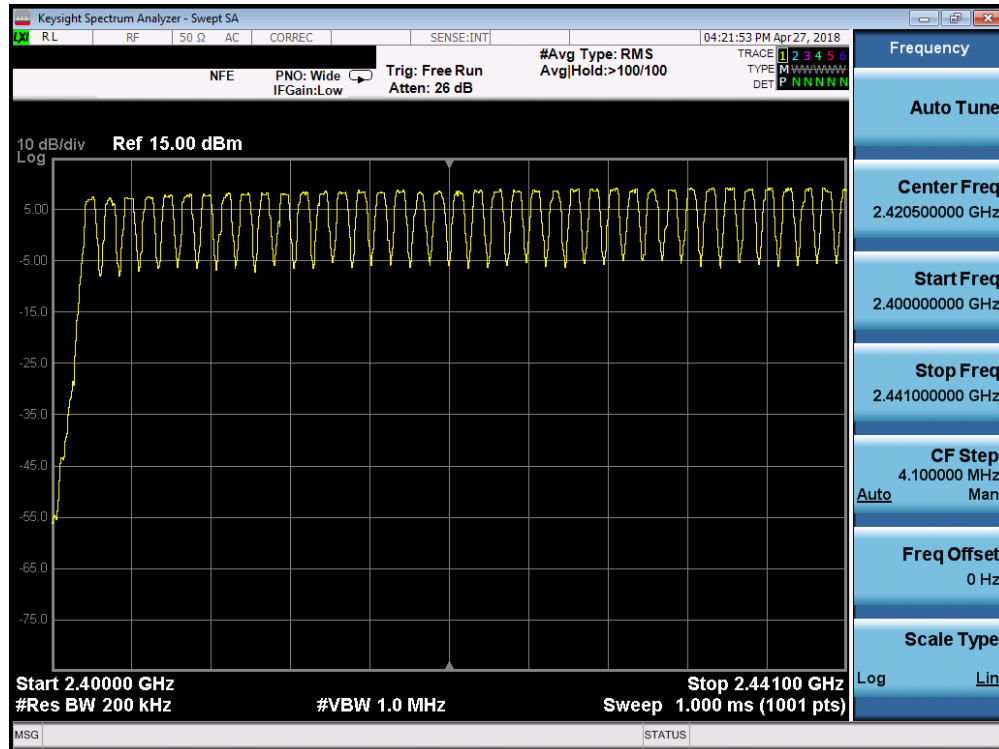 Keysight Spectrum Analyzer - Swept SA
LXI RL RF 50 Ω AC CORREC SENSE:INT 04:21:53 PM Apr 27, 2018
NFE PNO: Wide IFGain:Low Trig: Free Run Atten: 26 dB #Avg Type: RMS Avg|Hold:>100/100
TRACE 1 2 3 4 5 6
TYPE M WWWWW
DET P N N N N N
10 dB/div Ref 15.00 dBm
Log
5.00
-5.00
-15.0
-25.0
-35.0
-45.0
-55.0
-65.0
-75.0
Start 2.40000 GHz Stop 2.44100 GHz
#Res BW 200 kHz #VBW 1.0 MHz Sweep 1.000 ms (1001 pts)
MSG STATUS
Frequency
Auto Tune
Center Freq
2.420500000 GHz
Start Freq
2.400000000 GHz
Stop Freq
2.441000000 GHz
CF Step
4.100000 MHz
Auto Man
Freq Offset
0 Hz
Scale Type
Log Lin